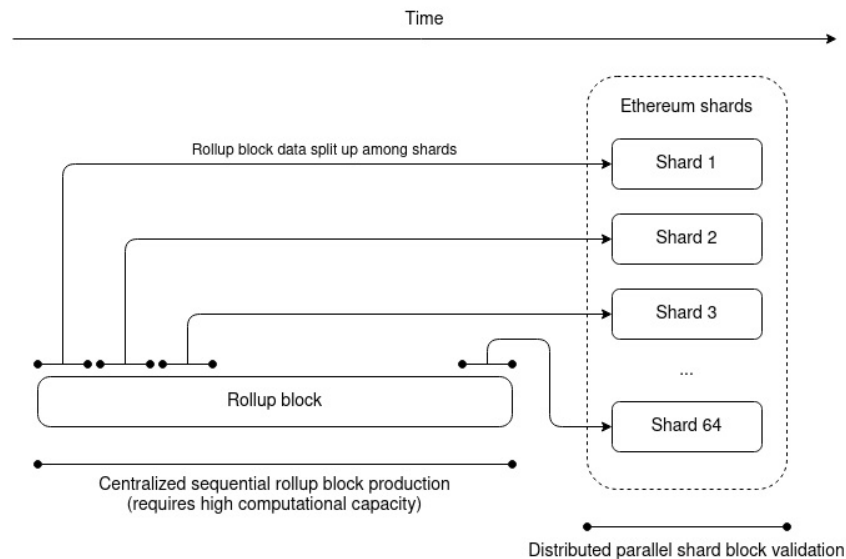 Time
Ethereum shards
Rollup block data split up among shards
Shard 1
Shard 2
Shard 3
...
Shard 64
Rollup block
Centralized sequential rollup block production
(requires high computational capacity)
Distributed parallel shard block validation